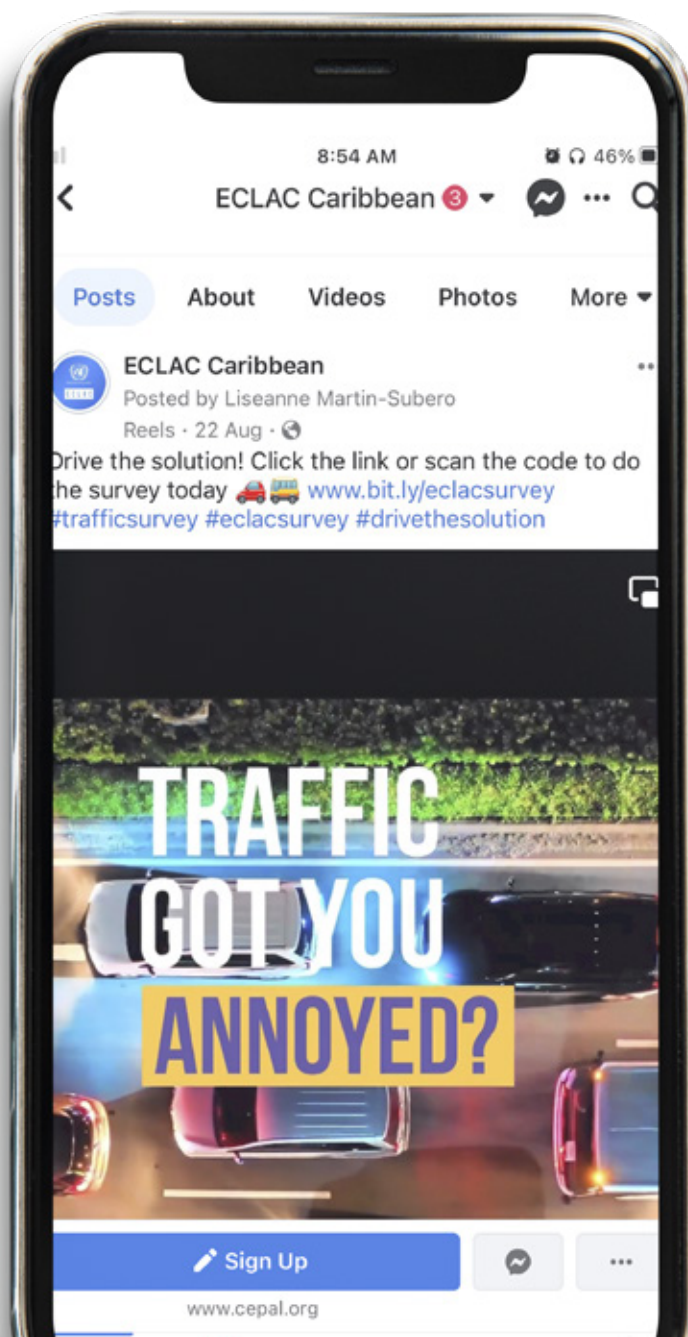 8:54 AM
46%
ECLAC Caribbean 3
Posts About Videos Photos More
ECLAC
ECLAC Caribbean
Posted by Liseanne Martin-Subero
Reels · 22 Aug ·
Drive the solution! Click the link or scan the code to do
the survey today 🚗🚌 www.bit.ly/eclacsurvey
#trafficsurvey #eclacsurvey #drivethesolution
TRAFFIC
GOT YOU
ANNOYED?
Sign Up
www.cepal.org